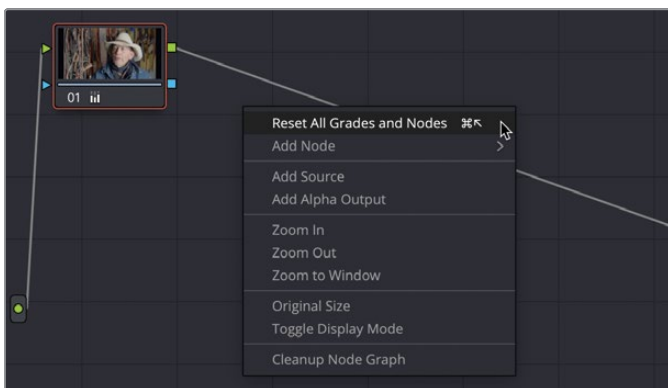 01
Reset All Grades and Nodes ⌘↖
Add Node >
Add Source
Add Alpha Output
Zoom In
Zoom Out
Zoom to Window
Original Size
Toggle Display Mode
Cleanup Node Graph